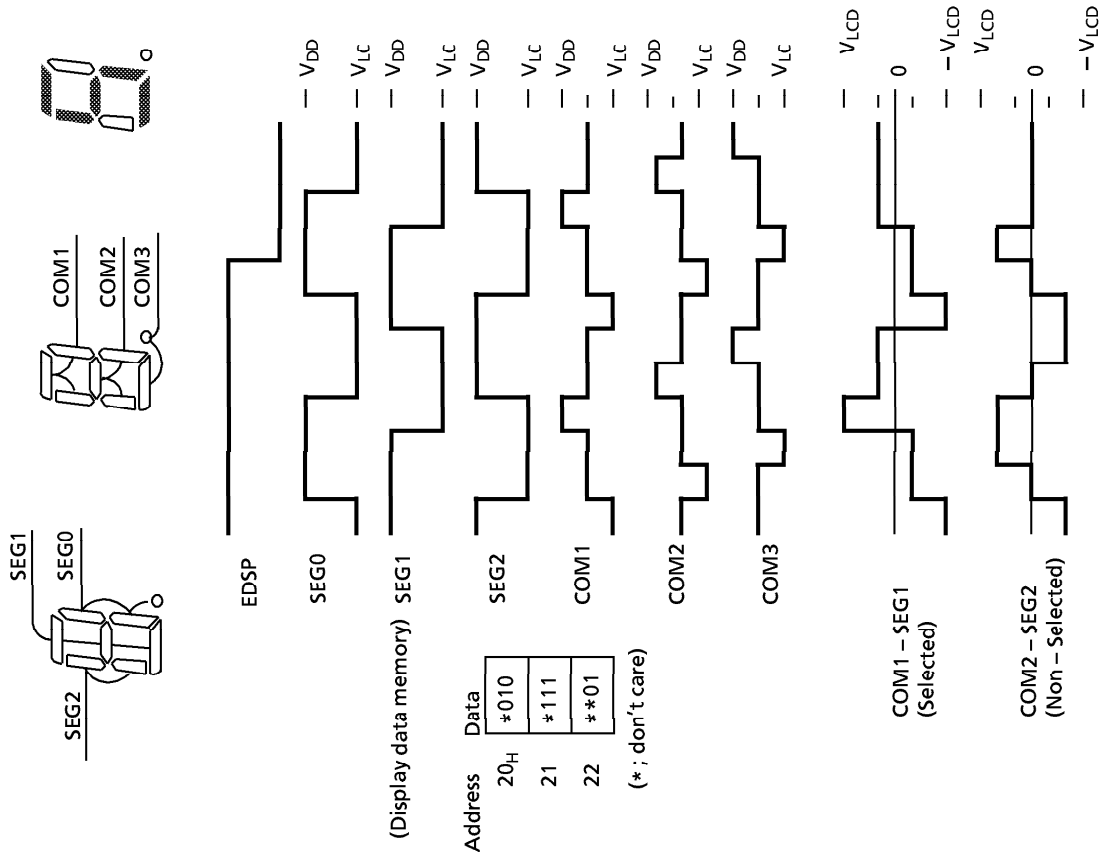 SEG1
SEG0
SEG2
COM1
COM2
COM3
EDSP
SEG0
VDD
VLC
SEG1
VDD
VLC
SEG2
VDD
VLC
COM1
VDD
VLC
COM2
VDD
VLC
COM3
VDD
VLC
(Display data memory)
Address Data
20H *010
21 *111
22 **01
(* ; don't care)
COM1 – SEG1
(Selected)
VLCD
0
– VLCD
COM2 – SEG2
(Non – Selected)
VLCD
0
– VLCD